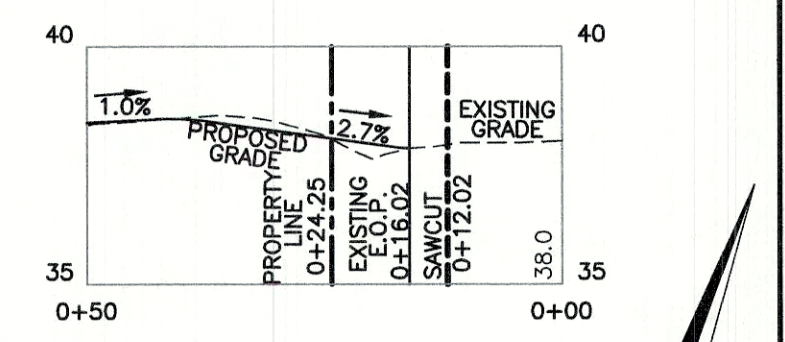 40
40
1.0%
2.7%
EXISTING
GRADE
PROPOSED
GRADE
PROPERTY
LINE
0+24.25
EXISTING
E.O.P.
0+16.02
SAWCUT
0+12.02
38.0
35
35
0+50
0+00